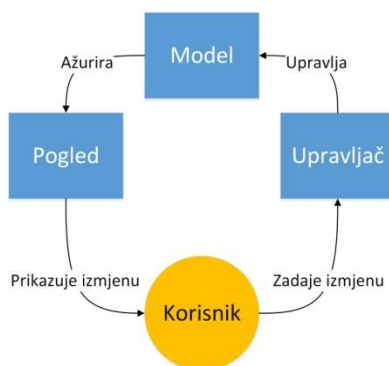 Model
Ažurira
Upravlja
Pogled
Upravljač
Prikazuje izmjenu
Zadaje izmjenu
Korisnik